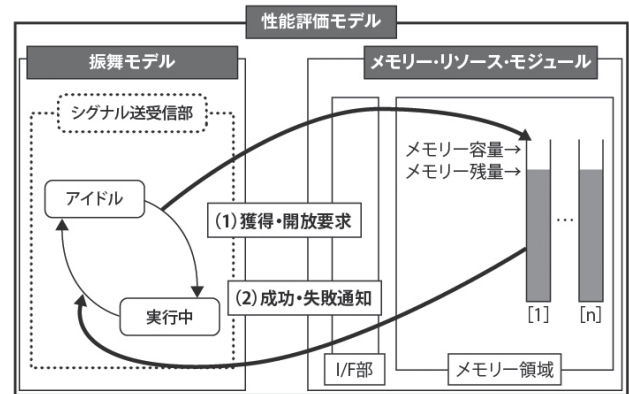 性能評価モデル
振舞モデル
メモリー・リソース・モジュール
シグナル送受信部
アイドル
実行中
(1)獲得・開放要求
(2)成功・失敗通知
メモリー容量→
メモリー残量→
…
[1]
[n]
I/F部
メモリー領域